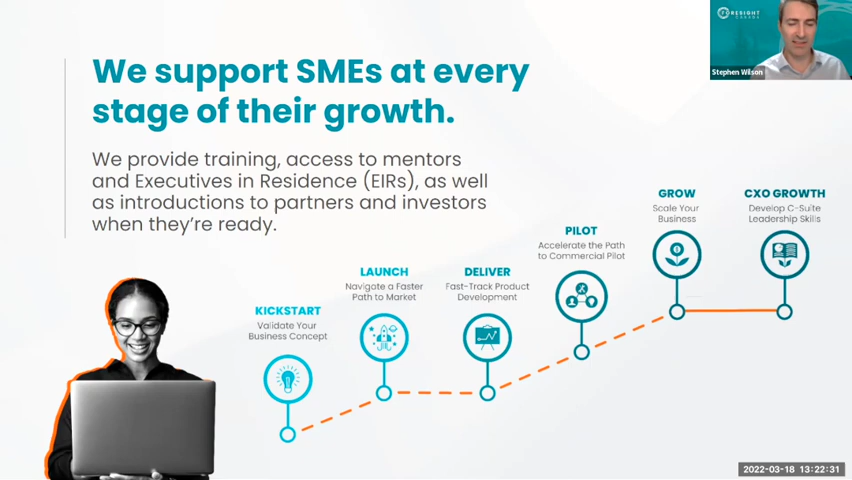 We support SMEs at every
stage of their growth.
We provide training, access to mentors
and Executives in Residence (EIRs), as well
as introductions to partners and investors
when they're ready.
KICKSTART
Validate Your
Business Concept
LAUNCH
Navigate a Faster
Path to Market
DELIVER
Fast-Track Product
Development
PILOT
Accelerate the Path
to Commercial Pilot
GROW
Scale Your
Business
CXO GROWTH
Develop C-Suite
Leadership Skills
Stephen Wilson
2022-03-18 13:22:31